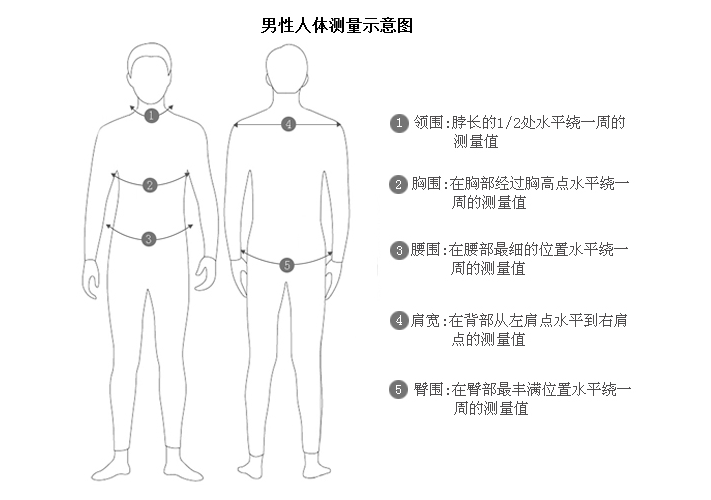 男性人体测量示意图
1 领围:脖长的1/2处水平绕一周的
测量值
2 胸围:在胸部经过胸高点水平绕一
周的测量值
3 腰围:在腰部最细的位置水平绕一
周的测量值
4 肩宽:在背部从左肩点水平到右肩
点的测量值
5 臀围:在臀部最丰满位置水平绕一
周的测量值
1
2
3
4
5